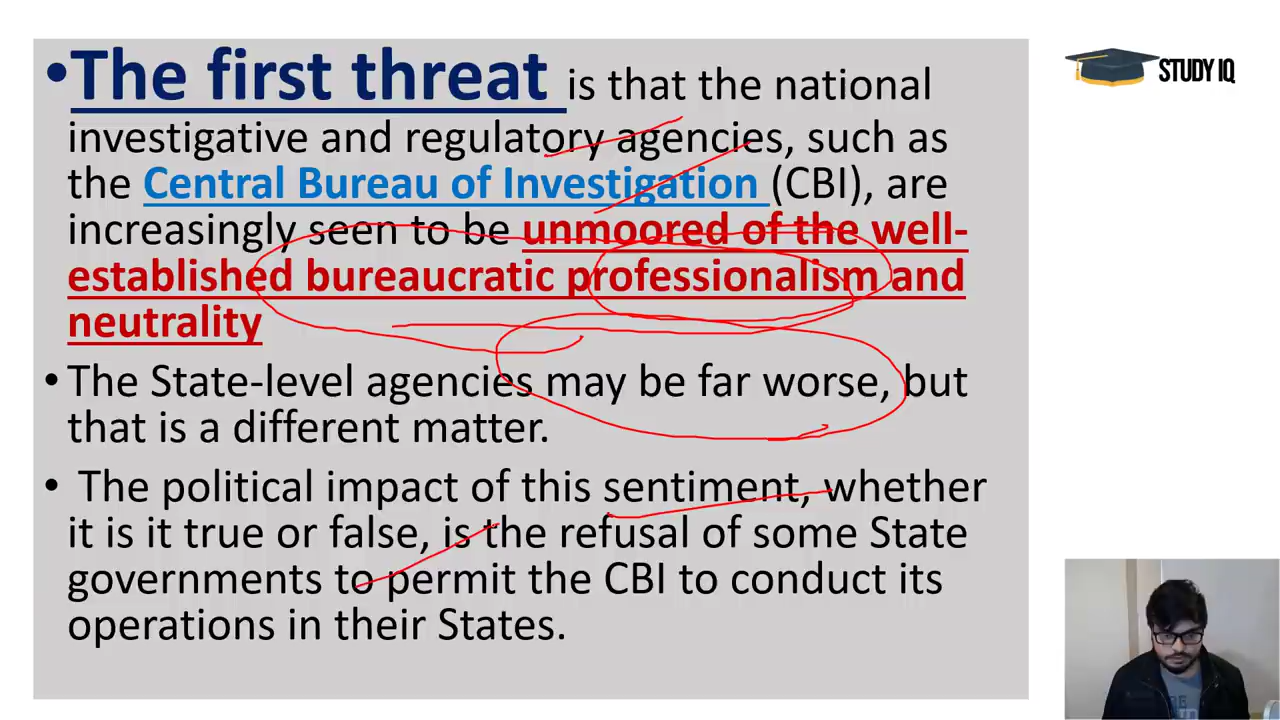 •The first threat is that the national
investigative and regulatory agencies, such as
the Central Bureau of Investigation (CBI), are
increasingly seen to be unmoored of the well-
established bureaucratic professionalism and
neutrality
• The State-level agencies may be far worse, but
that is a different matter.
• The political impact of this sentiment, whether
it is it true or false, is the refusal of some State
governments to permit the CBI to conduct its
operations in their States.
STUDY IQ